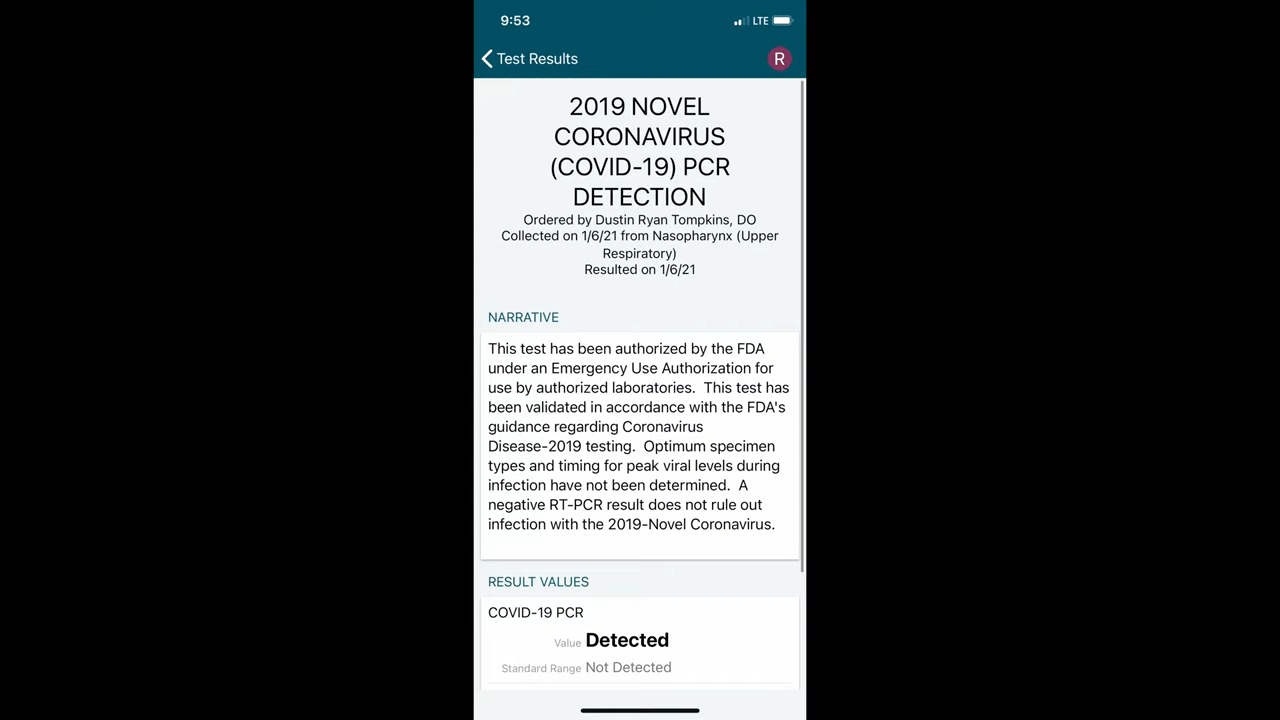 9:53
LTE
Test Results
R
2019 NOVEL
CORONAVIRUS
(COVID-19) PCR
DETECTION
Ordered by Dustin Ryan Tompkins, DO
Collected on 1/6/21 from Nasopharynx (Upper
Respiratory)
Resulted on 1/6/21
NARRATIVE
This test has been authorized by the FDA
under an Emergency Use Authorization for
use by authorized laboratories.  This test has
been validated in accordance with the FDA's
guidance regarding Coronavirus
Disease-2019 testing.  Optimum specimen
types and timing for peak viral levels during
infection have not been determined.  A
negative RT-PCR result does not rule out
infection with the 2019-Novel Coronavirus.
RESULT VALUES
COVID-19 PCR
Value Detected
Standard Range Not Detected